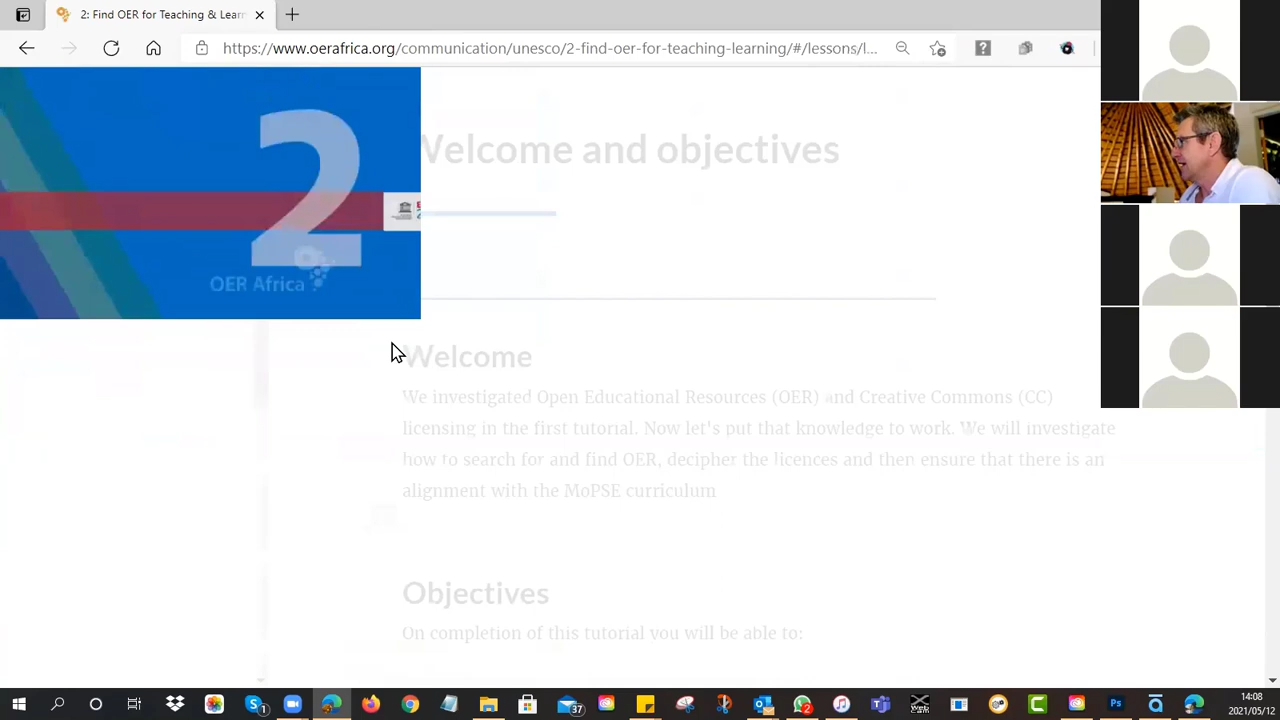 2: Find OER for Teaching & Learn
https://www.oerafrica.org/communication/unesco/2-find-oer-for-teaching-learning/#/lessons/l...
2
OER Africa
Welcome and objectives
Welcome
We investigated Open Educational Resources (OER) and Creative Commons (CC)
licensing in the first tutorial. Now let's put that knowledge to work. We will investigate
how to search for and find OER, decipher the licences and then ensure that there is an
alignment with the MoPSE curriculum
Objectives
On completion of this tutorial you will be able to:
1
37
2
14:08
2021/05/12